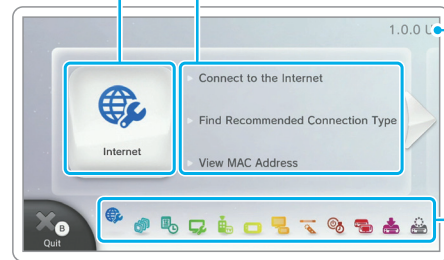 1.0.0 U
Connect to the Internet
Find Recommended Connection Type
Internet
View MAC Address
B
Quit